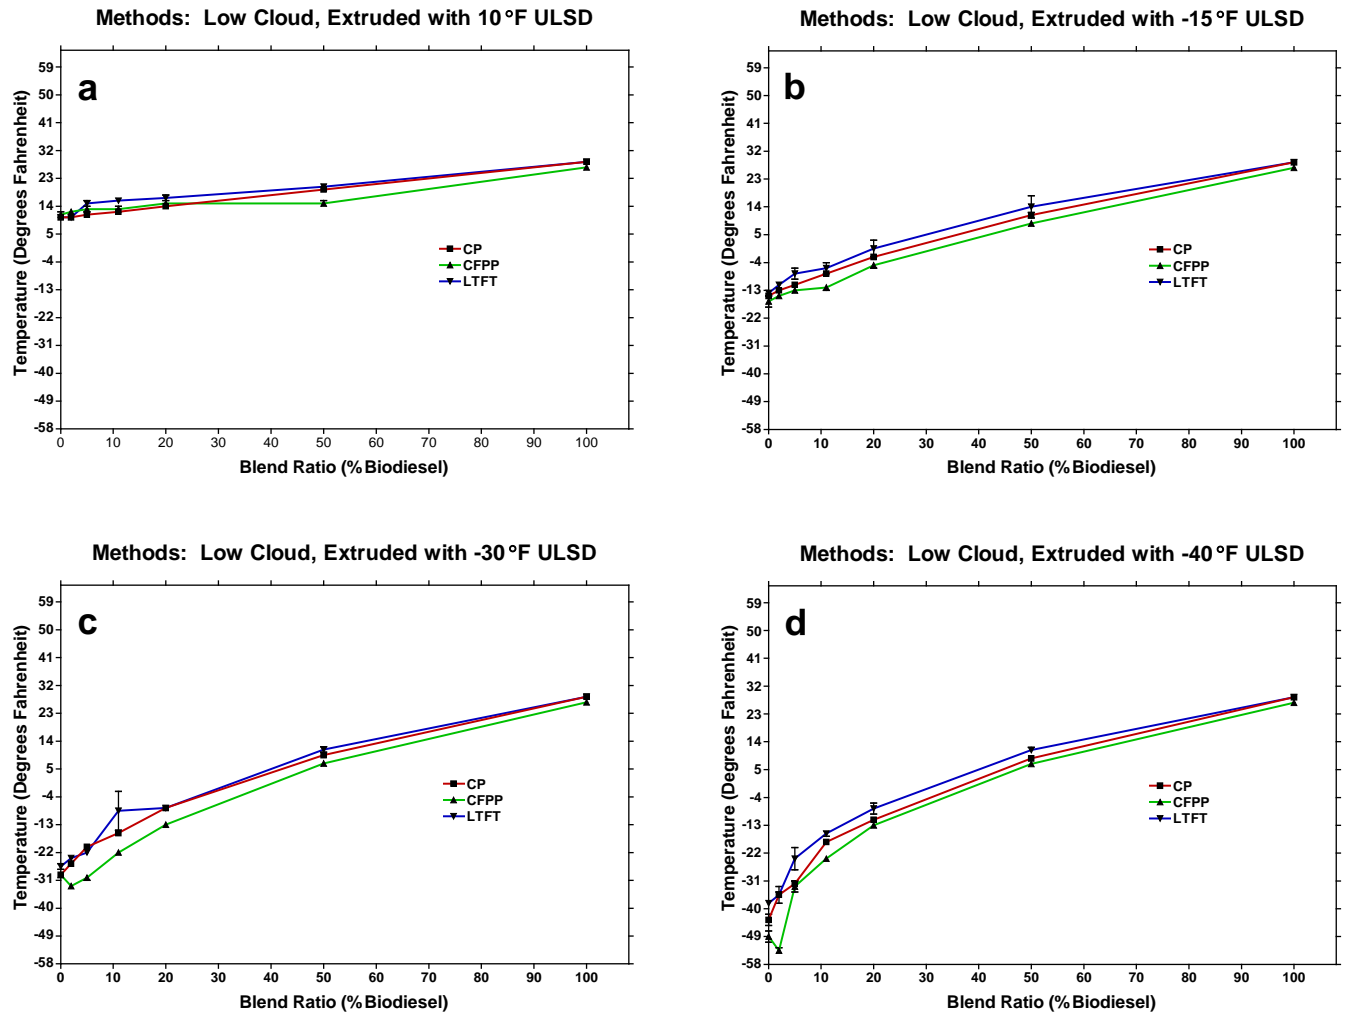 Methods: Low Cloud, Extruded with 10°F ULSD
a
Temperature (Degrees Fahrenheit)
59
50
41
32
23
14
5
-4
-13
-22
-31
-40
-49
-58
CP
CFPP
LTFT
0 10 20 30 40 50 60 70 80 90 100
Blend Ratio (% Biodiesel)
Methods: Low Cloud, Extruded with -15°F ULSD
b
Temperature (Degrees Fahrenheit)
59
50
41
32
23
14
5
-4
-13
-22
-31
-40
-49
-58
CP
CFPP
LTFT
0 10 20 30 40 50 60 70 80 90 100
Blend Ratio (% Biodiesel)
Methods: Low Cloud, Extruded with -30°F ULSD
c
Temperature (Degrees Fahrenheit)
59
50
41
32
23
14
5
-4
-13
-22
-31
-40
-49
-58
CP
CFPP
LTFT
0 10 20 30 40 50 60 70 80 90 100
Blend Ratio (% Biodiesel)
Methods: Low Cloud, Extruded with -40°F ULSD
d
Temperature (Degrees Fahrenheit)
59
50
41
32
23
14
5
-4
-13
-22
-31
-40
-49
-58
CP
CFPP
LTFT
0 10 20 30 40 50 60 70 80 90 100
Blend Ratio (% Biodiesel)